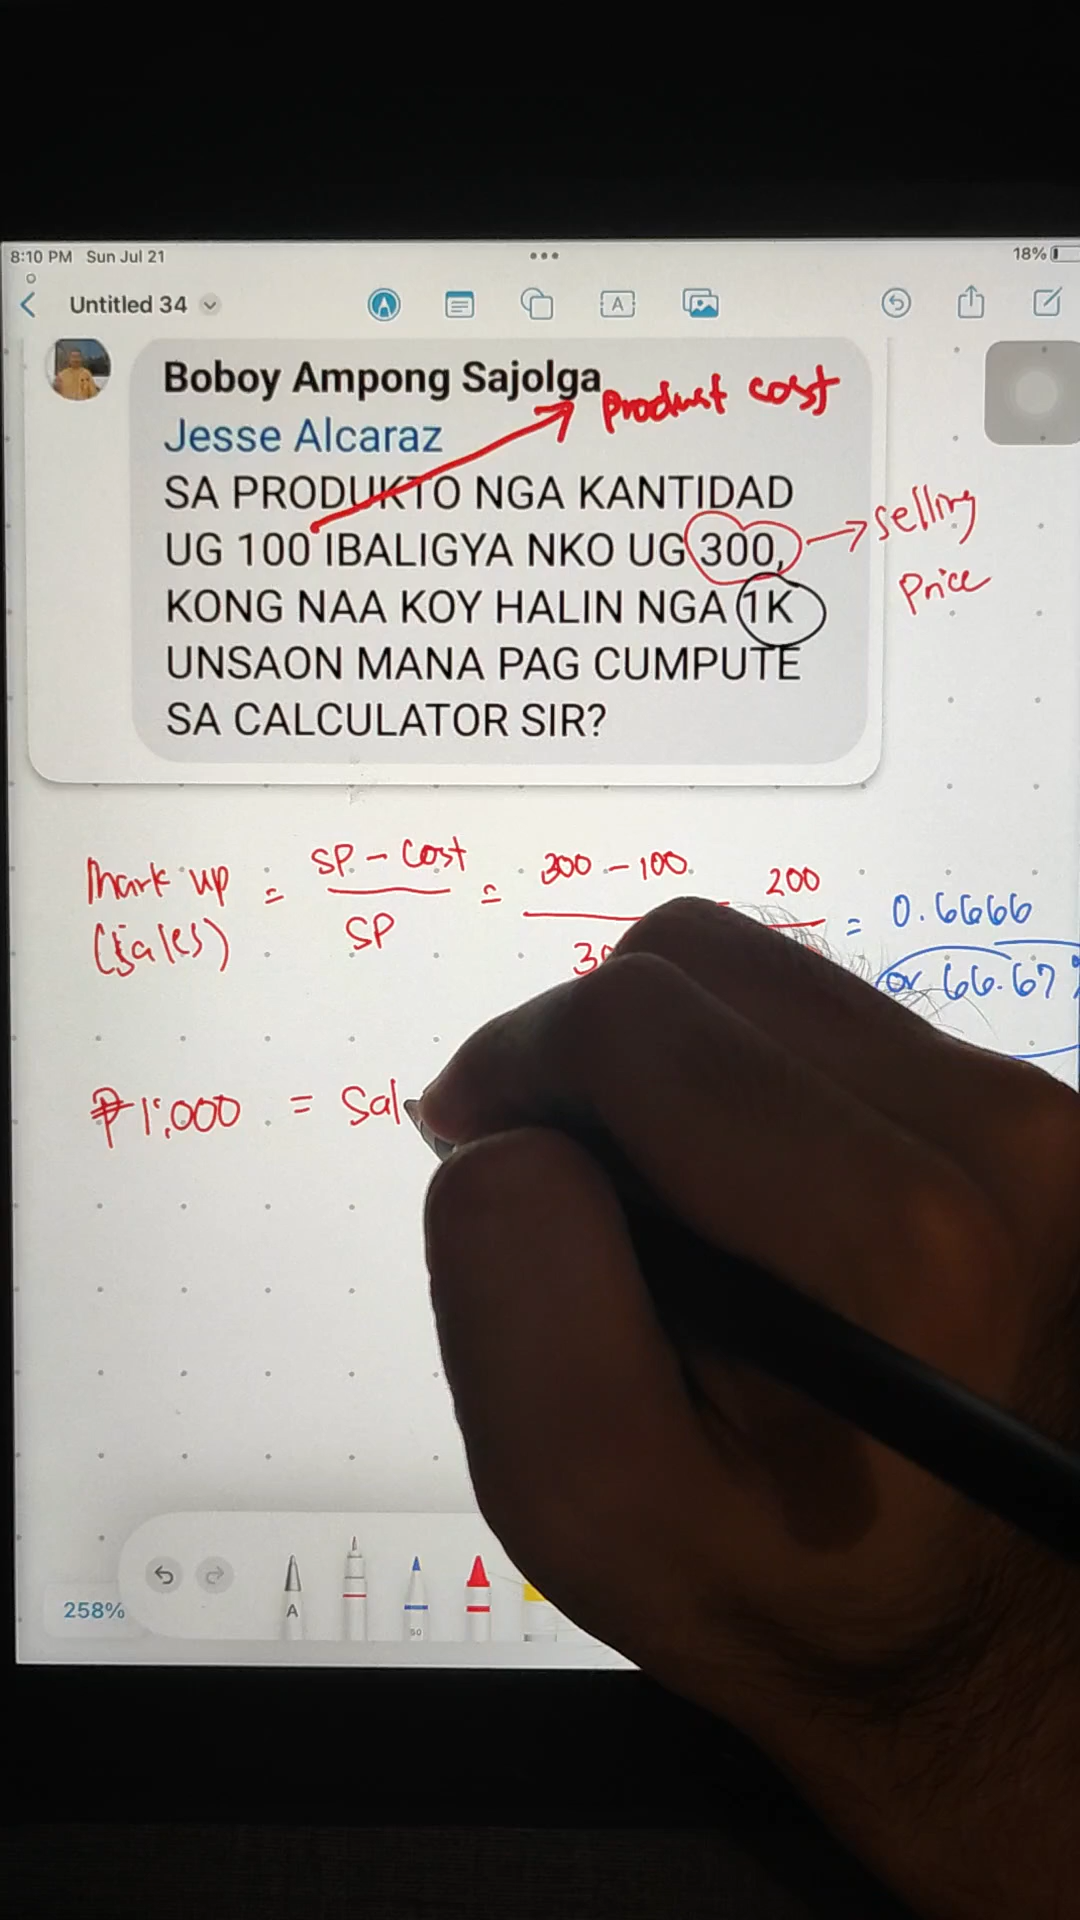 8:10 PM Sun Jul 21
18%
Untitled 34
A
Boboy Ampong Sajolga
product cost
Jesse Alcaraz
SA PRODUKTO NGA KANTIDAD
UG 100 IBALIGYA NKO UG 300,
selling
Price
KONG NAA KOY HALIN NGA 1K
UNSAON MANA PAG CUMPUTE
SA CALCULATOR SIR?
Mark up = SP - Cost = 300 - 100 200 = 0.6666
(Sales) SP or 66.67%
₱1,000 = Sal
258%
A
50